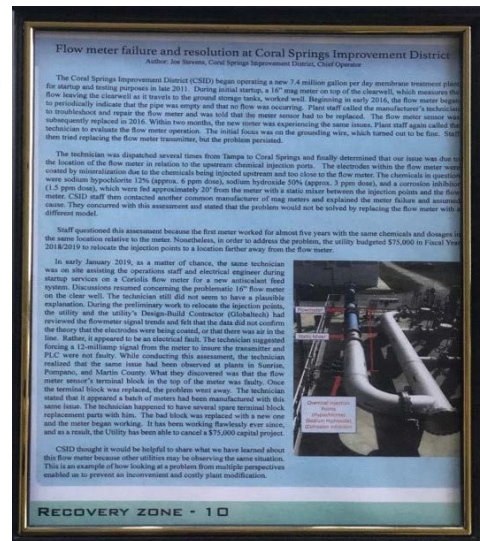 Flow meter failure and resolution at Coral Springs Improvement District
Author: Joe Stevens, Coral Springs Improvement District, Chief Operator
The Coral Springs Improvement District (CSID) began operating a new 7.4 million gallon per day membrane treatment plant
for startup and testing purposes in late 2011. During initial startup, a 16" mag meter on top of the clearwell, which measures the
flow leaving the clearwell as it travels to the ground storage tanks, worked well. Beginning in early 2016, the flow meter began
to periodically indicate that the pipe was empty and that no flow was occurring. Plant staff called the manufacturer's technician
to troubleshoot and repair the flow meter and was told that the meter sensor had to be replaced. The flow meter sensor was
subsequently replaced in 2016. Within two months, the new meter was experiencing the same issues. Plant staff again called the
technician to evaluate the flow meter operation. The initial focus was on the grounding wire, which turned out to be fine. Staff
then tried replacing the flow meter transmitter, but the problem persisted.
The technician was dispatched several times from Tampa to Coral Springs and finally determined that our issue was due to
the location of the flow meter in relation to the upstream chemical injection ports. The electrodes within the flow meter were
coated by mineralization due to the chemicals being injected upstream and too close to the flow meter. The chemicals in question
were sodium hypochlorite 12% (approx. 6 ppm dose), sodium hydroxide 50% (approx. 3 ppm dose), and a corrosion inhibitor
(1.5 ppm dose), which were fed approximately 20' from the meter with a static mixer between the injection points and the flow
meter. CSID staff then contacted another common manufacturer of mag meters and explained the meter failure and assumed
cause. They concurred with this assessment and stated that the problem would not be solved by replacing the flow meter with a
different model.
Staff questioned this assessment because the first meter worked for almost five years with the same chemicals and dosages in
the same location relative to the meter. Nonetheless, in order to address the problem, the utility budgeted $75,000 in Fiscal Year
2018/2019 to relocate the injection points to a location farther away from the flow meter.
In early January 2019, as a matter of chance, the same technician
was on site assisting the operations staff and electrical engineer during
startup services on a Coriolis flow meter for a new antiscalent feed
system. Discussions resumed concerning the problematic 16" flow meter
on the clear well. The technician still did not seem to have a plausible
explanation. During the preliminary work to relocate the injection points,
the utility and the utility's Design-Build Contractor (Globaltech) had
reviewed the flowmeter signal trends and felt that the data did not confirm
the theory that the electrodes were being coated, or that there was air in the
line. Rather, it appeared to be an electrical fault. The technician suggested
forcing a 12-milliamp signal from the meter to insure the transmitter and
PLC were not faulty. While conducting this assessment, the technician
realized that the same issue had been observed at plants in Sunrise,
Pompano, and Martin County. What they discovered was that the flow
meter sensor's terminal block in the top of the meter was faulty. Once
the terminal block was replaced, the problem went away. The technician
stated that it appeared a batch of meters had been manufactured with this
same issue. The technician happened to have several spare terminal block
replacement parts with him. The bad block was replaced with a new one
and the meter began working. It has been working flawlessly ever since,
and as a result, the Utility has been able to cancel a $75,000 capital project.
CSID thought it would be helpful to share what we have learned about
this flow meter because other utilities may be observing the same situation.
This is an example of how looking at a problem from multiple perspectives
enabled us to prevent an inconvenient and costly plant modification.
Flowmeter
Static Mixer
Chemical Injection
Points
(Hypochlorite)
(Sodium Hydroxide)
(Corrosion Inhibitor)
RECOVERY ZONE - 10